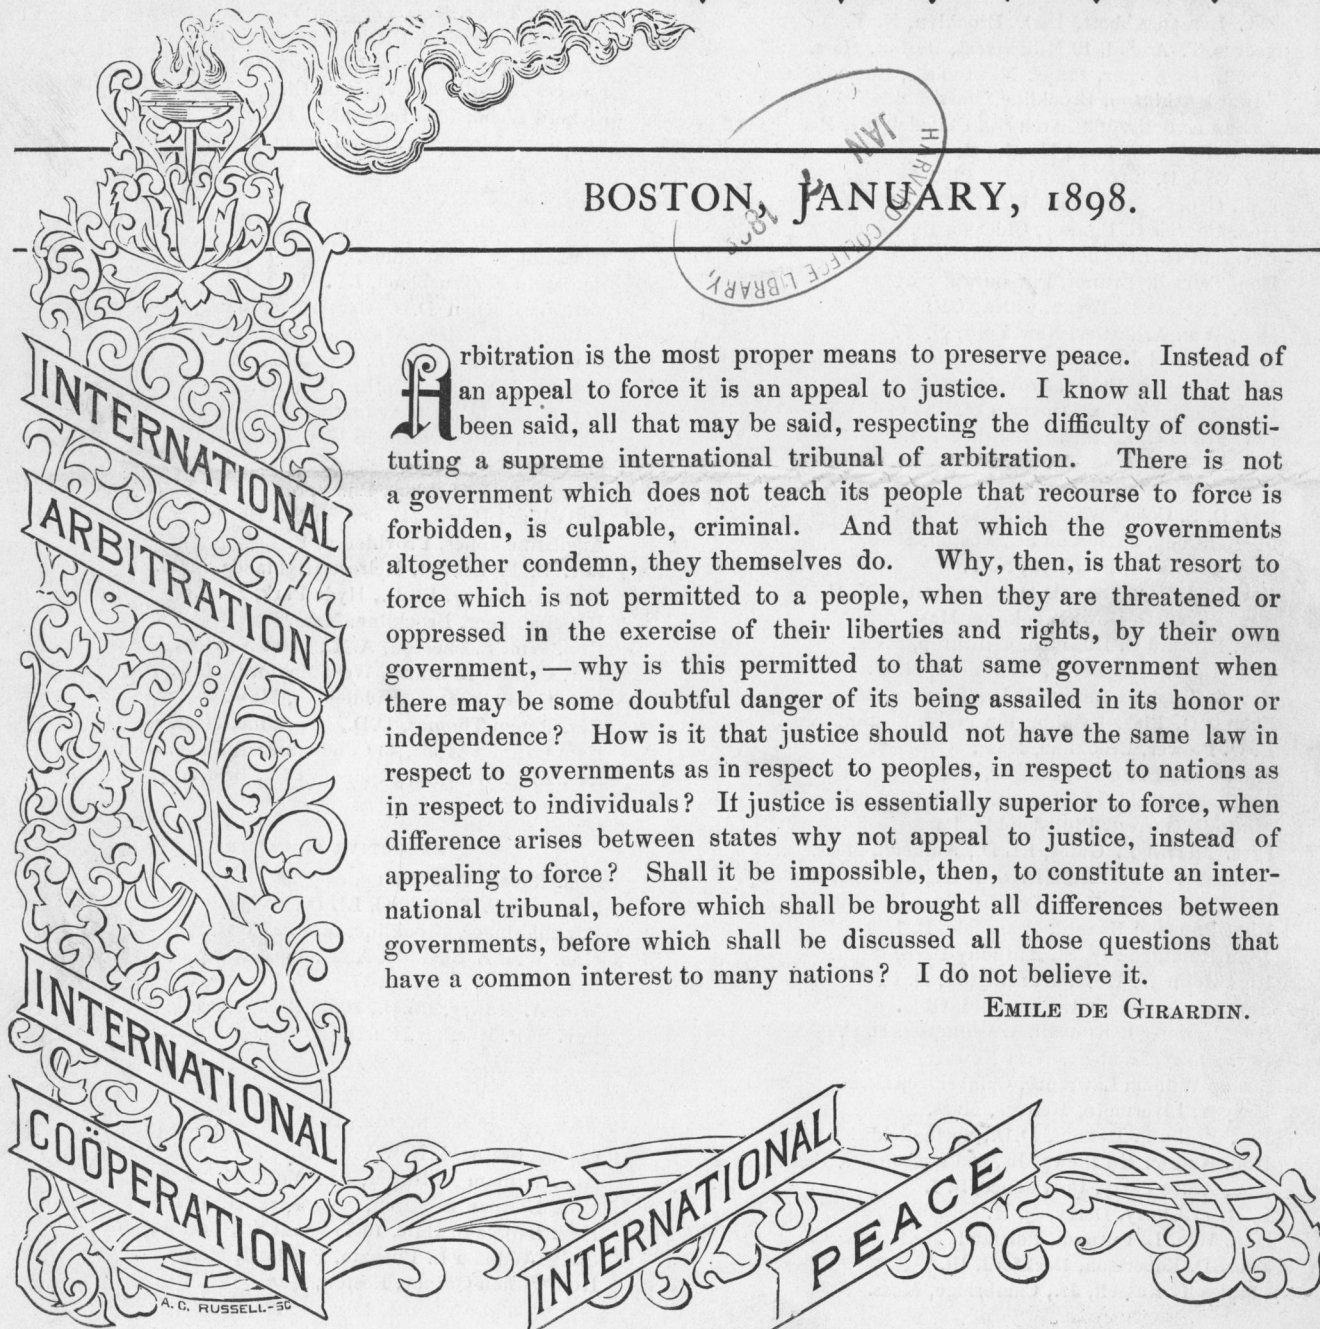 BOSTON, JANUARY, 1898.
HARVARD COLLEGE LIBRARY,
JAN
INTERNATIONAL
ARBITRATION
Arbitration is the most proper means to preserve peace. Instead of
an appeal to force it is an appeal to justice. I know all that has
been said, all that may be said, respecting the difficulty of consti-
tuting a supreme international tribunal of arbitration. There is not
a government which does not teach its people that recourse to force is
forbidden, is culpable, criminal. And that which the governments
altogether condemn, they themselves do. Why, then, is that resort to
force which is not permitted to a people, when they are threatened or
oppressed in the exercise of their liberties and rights, by their own
government, — why is this permitted to that same government when
there may be some doubtful danger of its being assailed in its honor or
independence? How is it that justice should not have the same law in
respect to governments as in respect to peoples, in respect to nations as
in respect to individuals? If justice is essentially superior to force, when
difference arises between states why not appeal to justice, instead of
appealing to force? Shall it be impossible, then, to constitute an inter-
national tribunal, before which shall be brought all differences between
governments, before which shall be discussed all those questions that
have a common interest to many nations? I do not believe it.
EMILE DE GIRARDIN.
INTERNATIONAL
COÖPERATION
INTERNATIONAL
PEACE
A. C. RUSSELL-SC